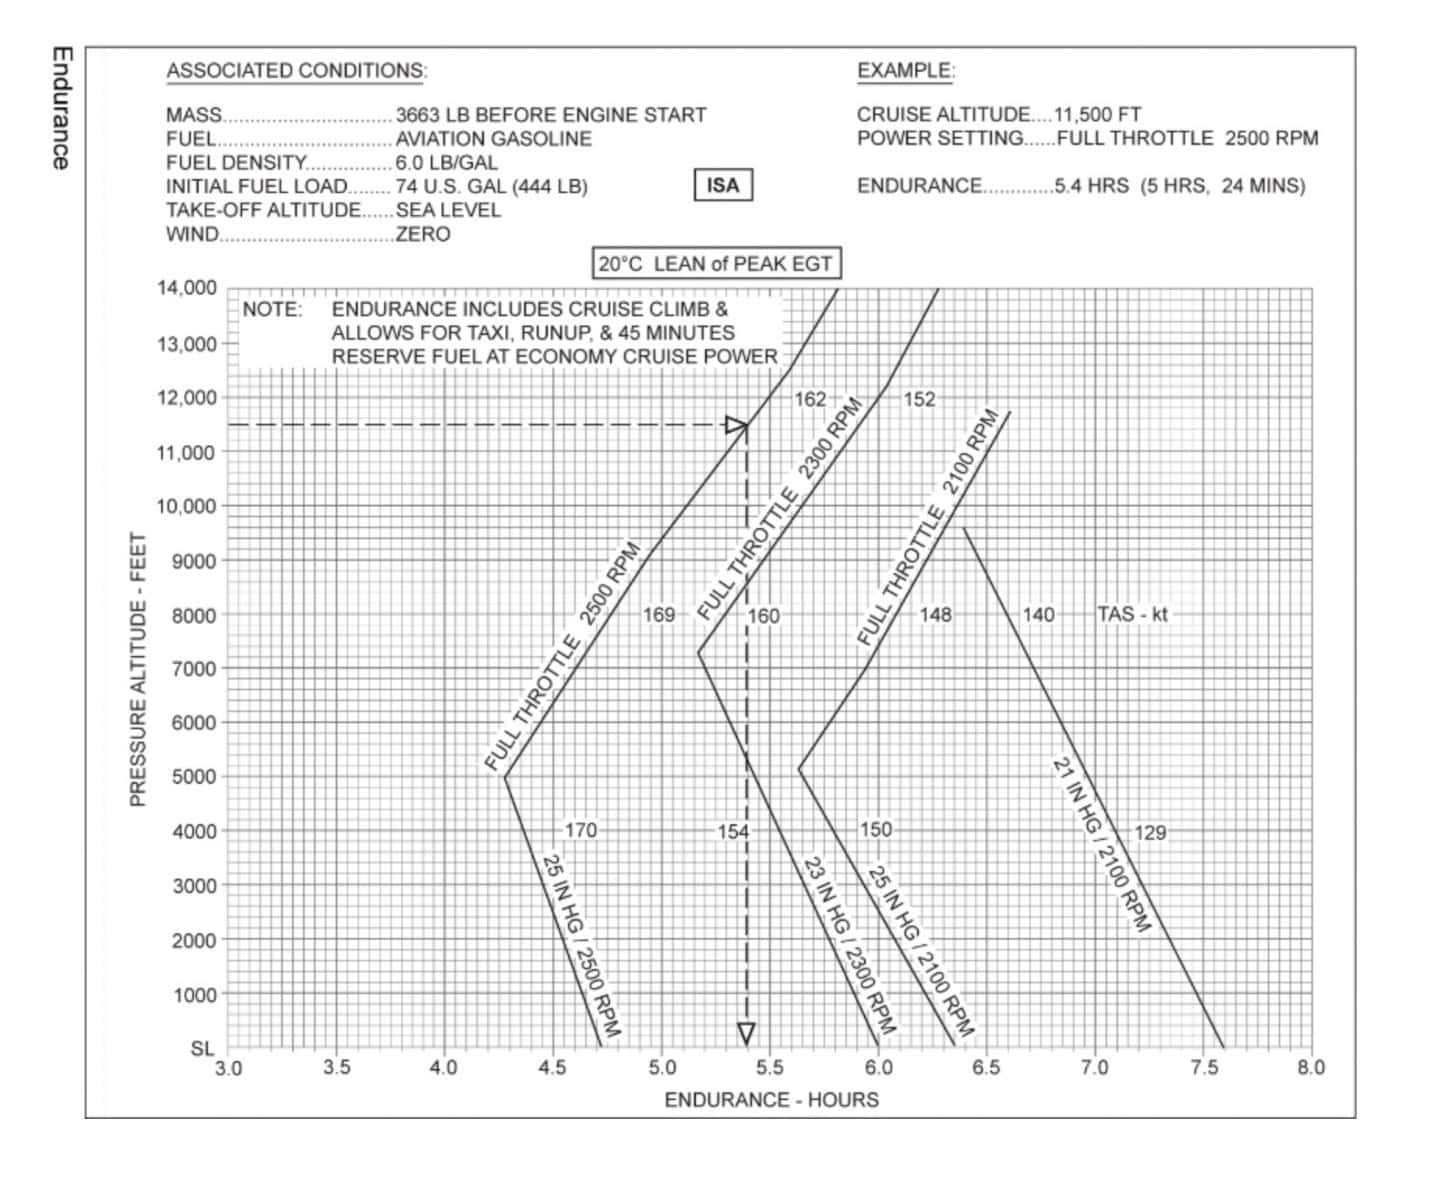 Endurance
ASSOCIATED CONDITIONS:
MASS............................... 3663 LB BEFORE ENGINE START
FUEL................................ AVIATION GASOLINE
FUEL DENSITY................ 6.0 LB/GAL
INITIAL FUEL LOAD........ 74 U.S. GAL (444 LB)
TAKE-OFF ALTITUDE...... SEA LEVEL
WIND................................ZERO
ISA
EXAMPLE:
CRUISE ALTITUDE....11,500 FT
POWER SETTING......FULL THROTTLE 2500 RPM
ENDURANCE.............5.4 HRS (5 HRS, 24 MINS)
20°C LEAN of PEAK EGT
NOTE: ENDURANCE INCLUDES CRUISE CLIMB &
ALLOWS FOR TAXI, RUNUP, & 45 MINUTES
RESERVE FUEL AT ECONOMY CRUISE POWER
PRESSURE ALTITUDE - FEET
14,000
13,000
12,000
11,000
10,000
9000
8000
7000
6000
5000
4000
3000
2000
1000
SL
162
152
169
160
148
140
TAS - kt
170
154
150
129
FULL THROTTLE 2500 RPM
FULL THROTTLE 2300 RPM
FULL THROTTLE 2100 RPM
25 IN HG / 2500 RPM
23 IN HG / 2300 RPM
25 IN HG / 2100 RPM
21 IN HG / 2100 RPM
3.0 3.5 4.0 4.5 5.0 5.5 6.0 6.5 7.0 7.5 8.0
ENDURANCE - HOURS